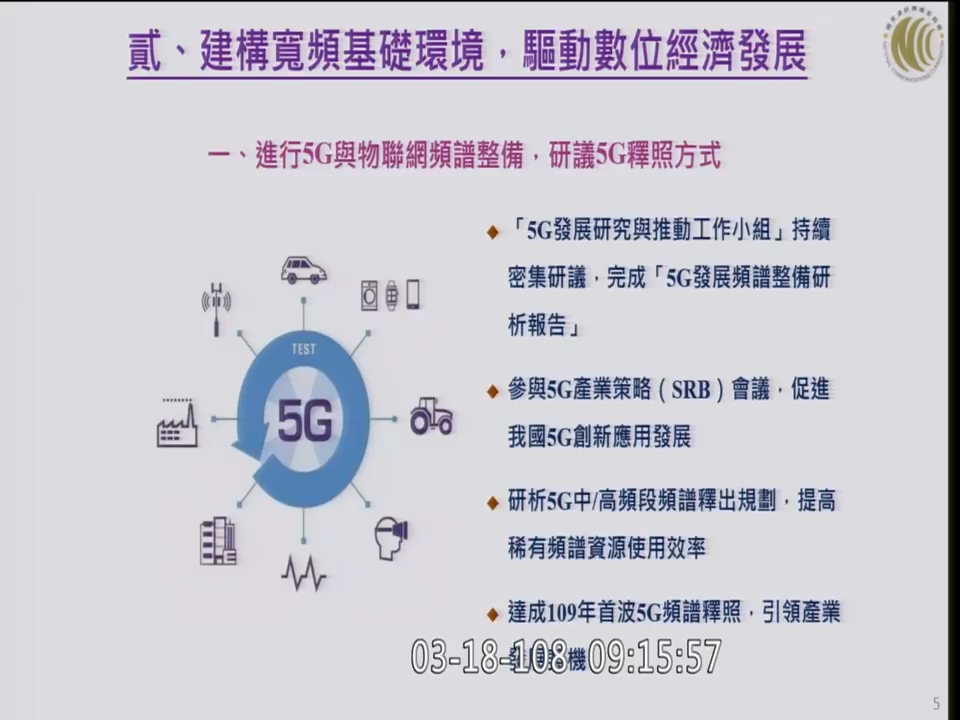 貳、建構寬頻基礎環境，驅動數位經濟發展
一、進行5G與物聯網頻譜整備，研議5G釋照方式
「5G發展研究與推動工作小組」持續
密集研議，完成「5G發展頻譜整備研
析報告」
參與5G產業策略（SRB）會議，促進
我國5G創新應用發展
研析5G中/高頻段頻譜釋出規劃，提高
稀有頻譜資源使用效率
達成109年首波5G頻譜釋照，引領產業
機
03-18-108 09:15:57
TEST
5G
NCC
5